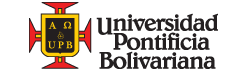 Α Ω
&
UPB
Universidad
Pontificia
Bolivariana